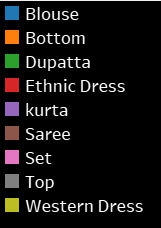 Blouse
Bottom
Dupatta
Ethnic Dress
kurta
Saree
Set
Top
Western Dress